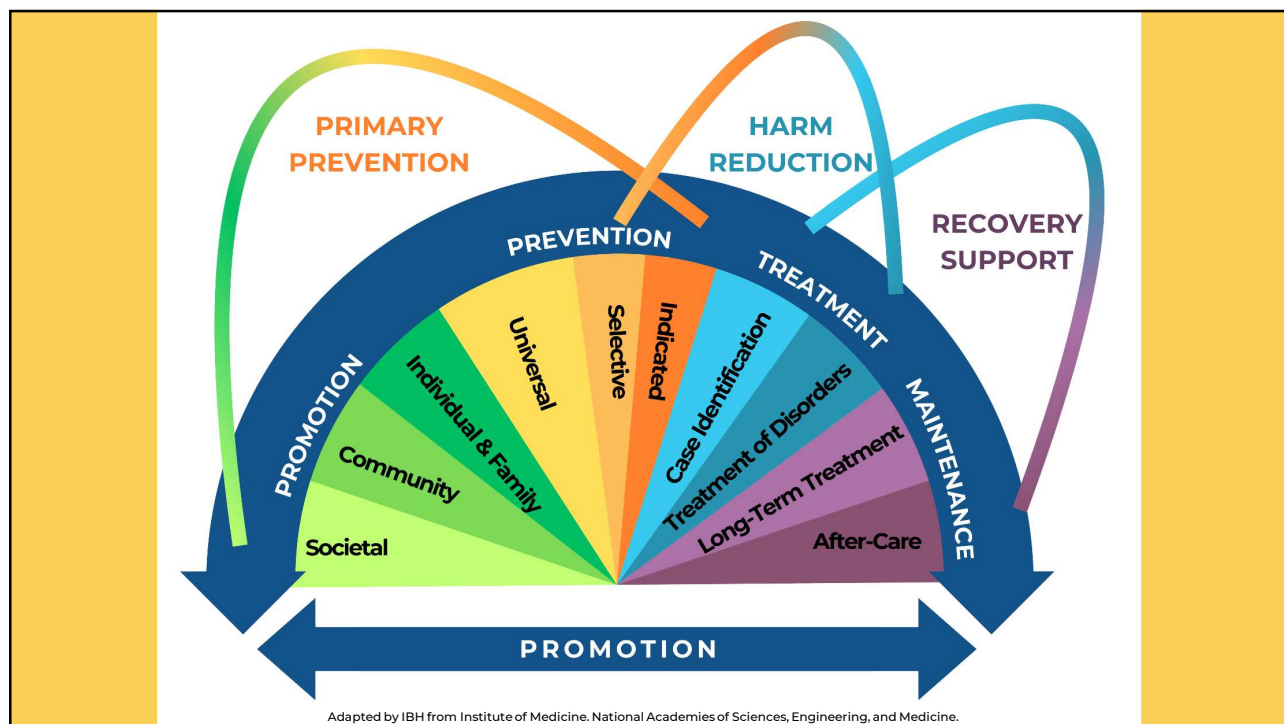 PRIMARY
PREVENTION
HARM
REDUCTION
RECOVERY
SUPPORT
PROMOTION
PREVENTION
TREATMENT
MAINTENANCE
Societal
Community
Individual & Family
Universal
Selective
Indicated
Case Identification
Treatment of Disorders
Long-Term Treatment
After-Care
PROMOTION
Adapted by IBH from Institute of Medicine. National Academies of Sciences, Engineering, and Medicine.